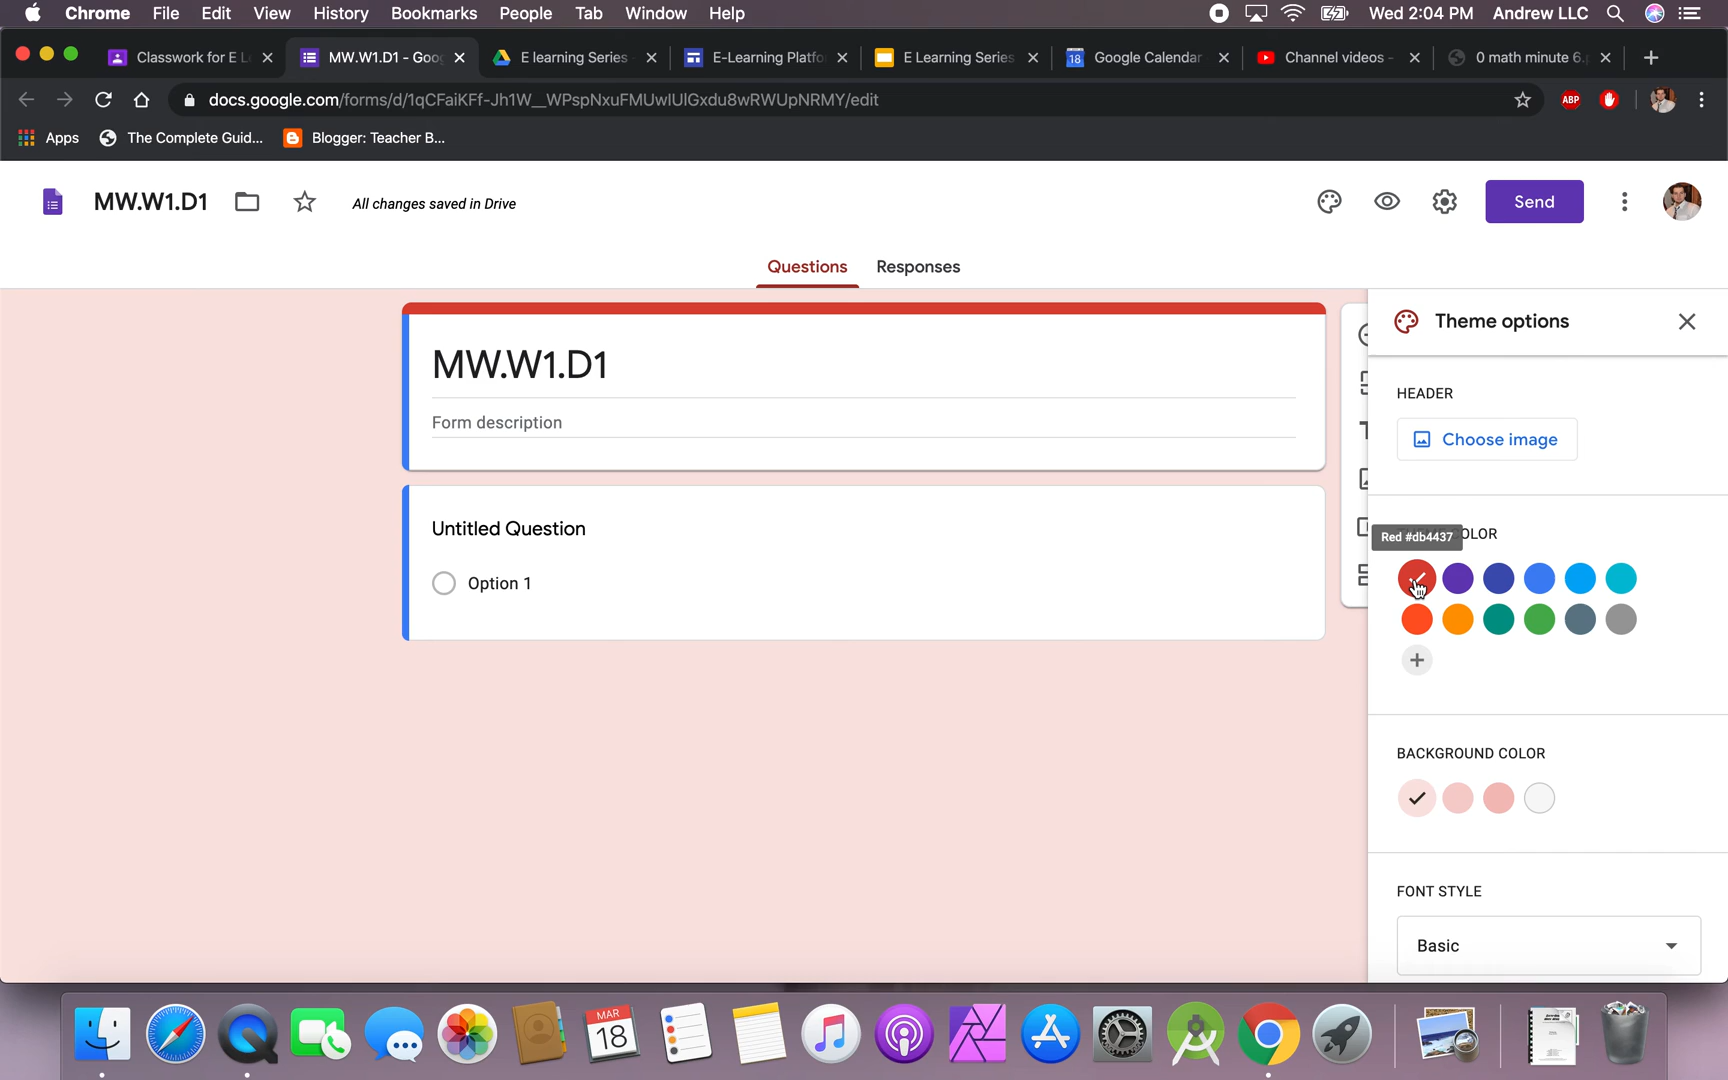 Chrome File Edit View History Bookmarks People Tab Window Help Wed 2:04 PM Andrew LLC
Classwork for E L MW.W1.D1 - Goo E learning Series E-Learning Platfo E Learning Series 18 Google Calendar Channel videos - 0 math minute 6.p
docs.google.com/forms/d/1qCFaiKFf-Jh1W__WPspNxuFMUwIUlGxdu8wRWUpNRMY/edit ABP
Apps The Complete Guid... Blogger: Teacher B...
MW.W1.D1 All changes saved in Drive Send
Questions Responses
Theme options
MW.W1.D1
HEADER
Form description
Choose image
Untitled Question
Red #db4437 OLOR
Option 1
BACKGROUND COLOR
FONT STYLE
Basic
MAR
18